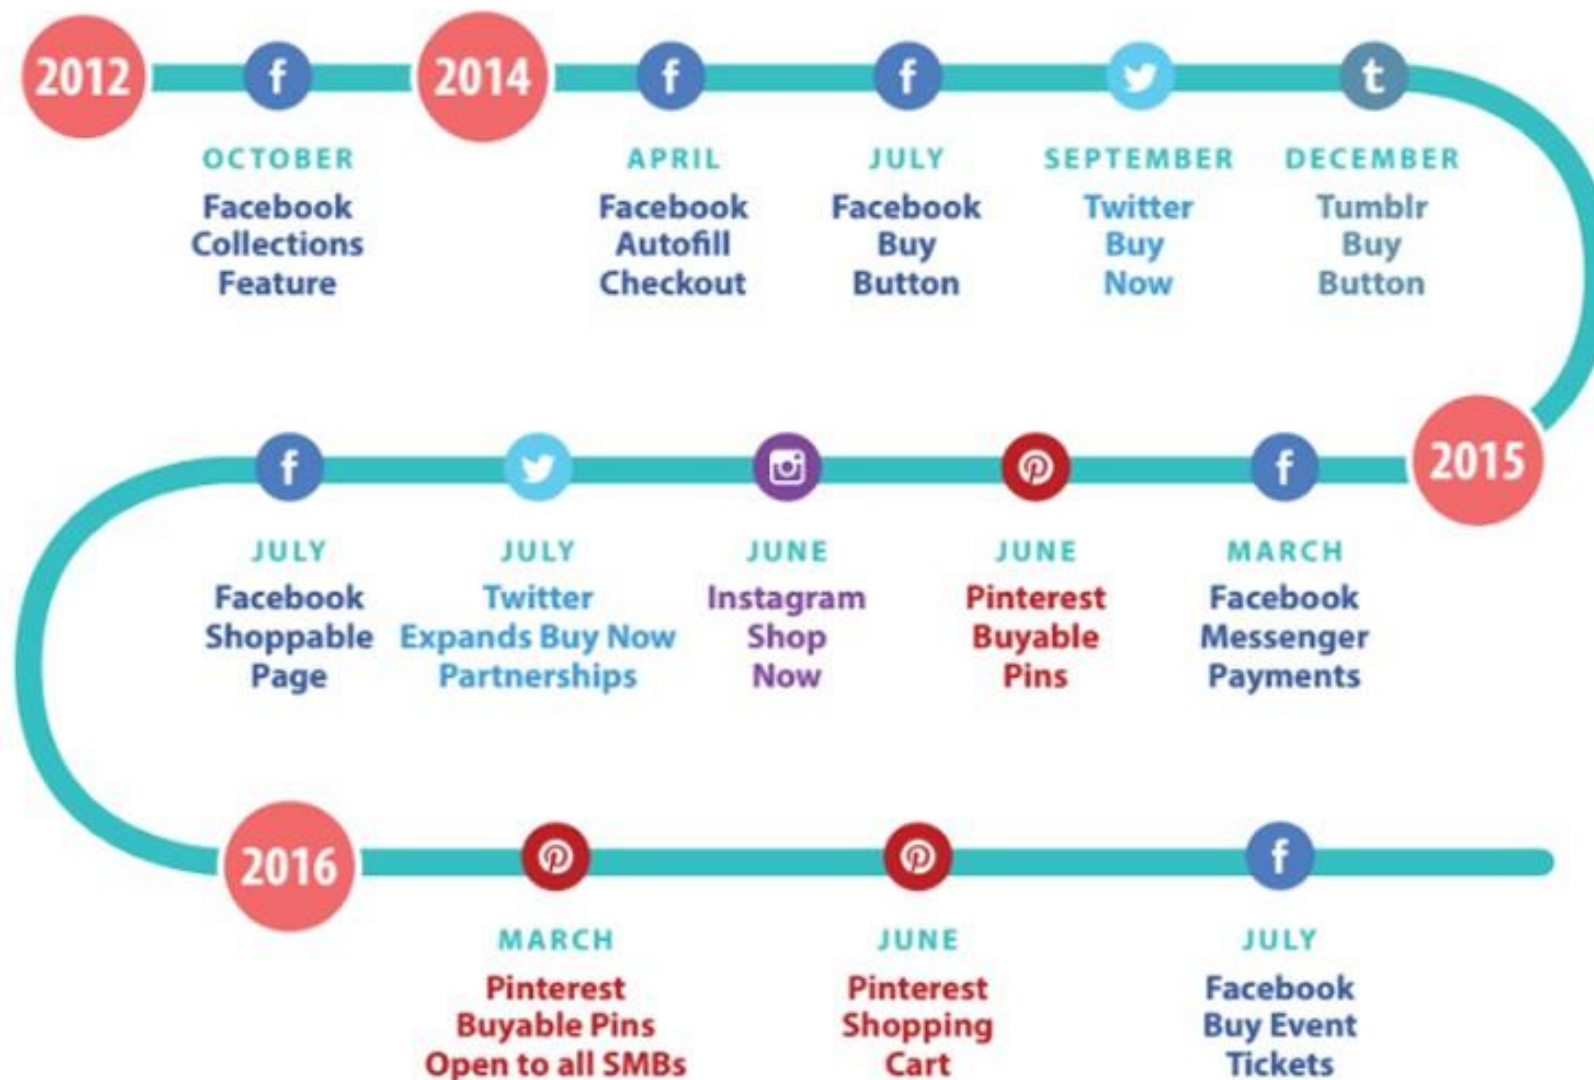 2012
2014
OCTOBER
Facebook
Collections
Feature
APRIL
Facebook
Autofill
Checkout
JULY
Facebook
Buy
Button
SEPTEMBER
Twitter
Buy
Now
DECEMBER
Tumblr
Buy
Button
2015
MARCH
Facebook
Messenger
Payments
JUNE
Pinterest
Buyable
Pins
JUNE
Instagram
Shop
Now
JULY
Twitter
Expands Buy Now
Partnerships
JULY
Facebook
Shoppable
Page
2016
MARCH
Pinterest
Buyable Pins
Open to all SMBs
JUNE
Pinterest
Shopping
Cart
JULY
Facebook
Buy Event
Tickets